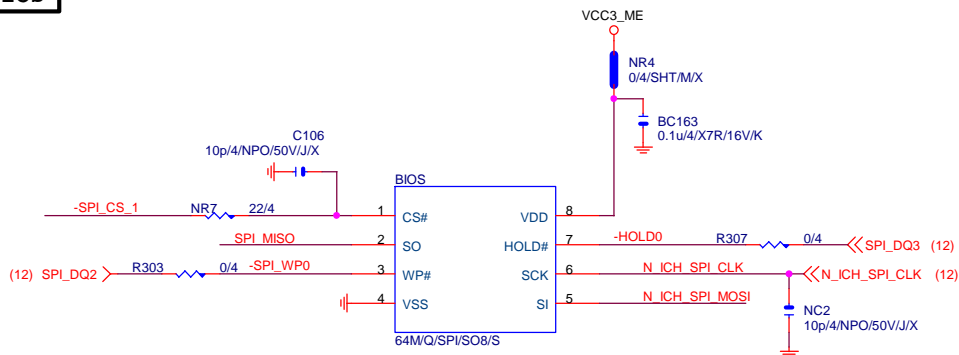 VCC3_ME
NR4
0/4/SHT/M/X
BC163
0.1u/4/X7R/16V/K
C106
10p/4/NPO/50V/J/X
BIOS
-SPI_CS_1 NR7 22/4 1 CS# VDD 8
SPI_MISO 2 SO HOLD# 7 -HOLD0 R307 0/4 SPI_DQ3 (12)
(12) SPI_DQ2 R303 0/4 -SPI_WP0 3 WP# SCK 6 N_ICH_SPI_CLK N_ICH_SPI_CLK (12)
4 VSS SI 5 N_ICH_SPI_MOSI
NC2
10p/4/NPO/50V/J/X
64M/Q/SPI/SO8/S